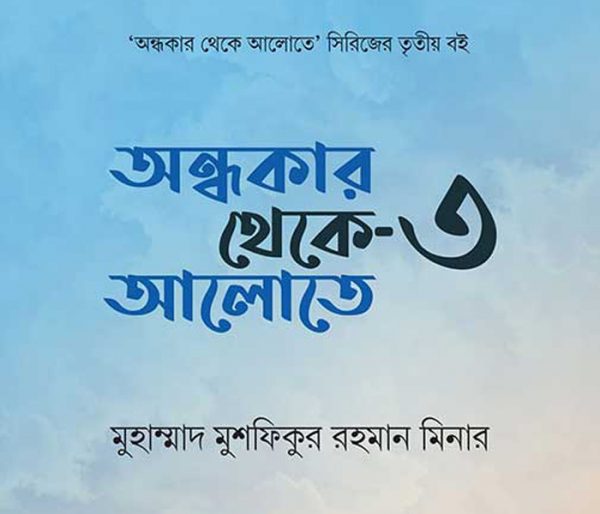 ‘অন্ধকার থেকে আলোতে’ সিরিজের তৃতীয় বই
অন্ধকার
থেকে-৩
আলোতে
মুহাম্মাদ মুশফিকুর রহমান মিনার